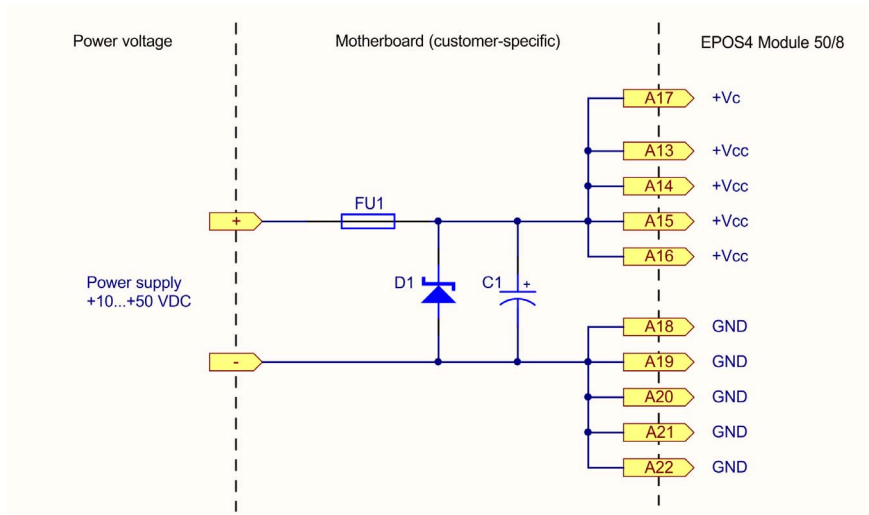 Power voltage
Motherboard (customer-specific)
EPOS4 Module 50/8
A17 +Vc
A13 +Vcc
A14 +Vcc
FU1
+ A15 +Vcc
A16 +Vcc
Power supply
+10...+50 VDC
D1
C1 +
A18 GND
- A19 GND
A20 GND
A21 GND
A22 GND